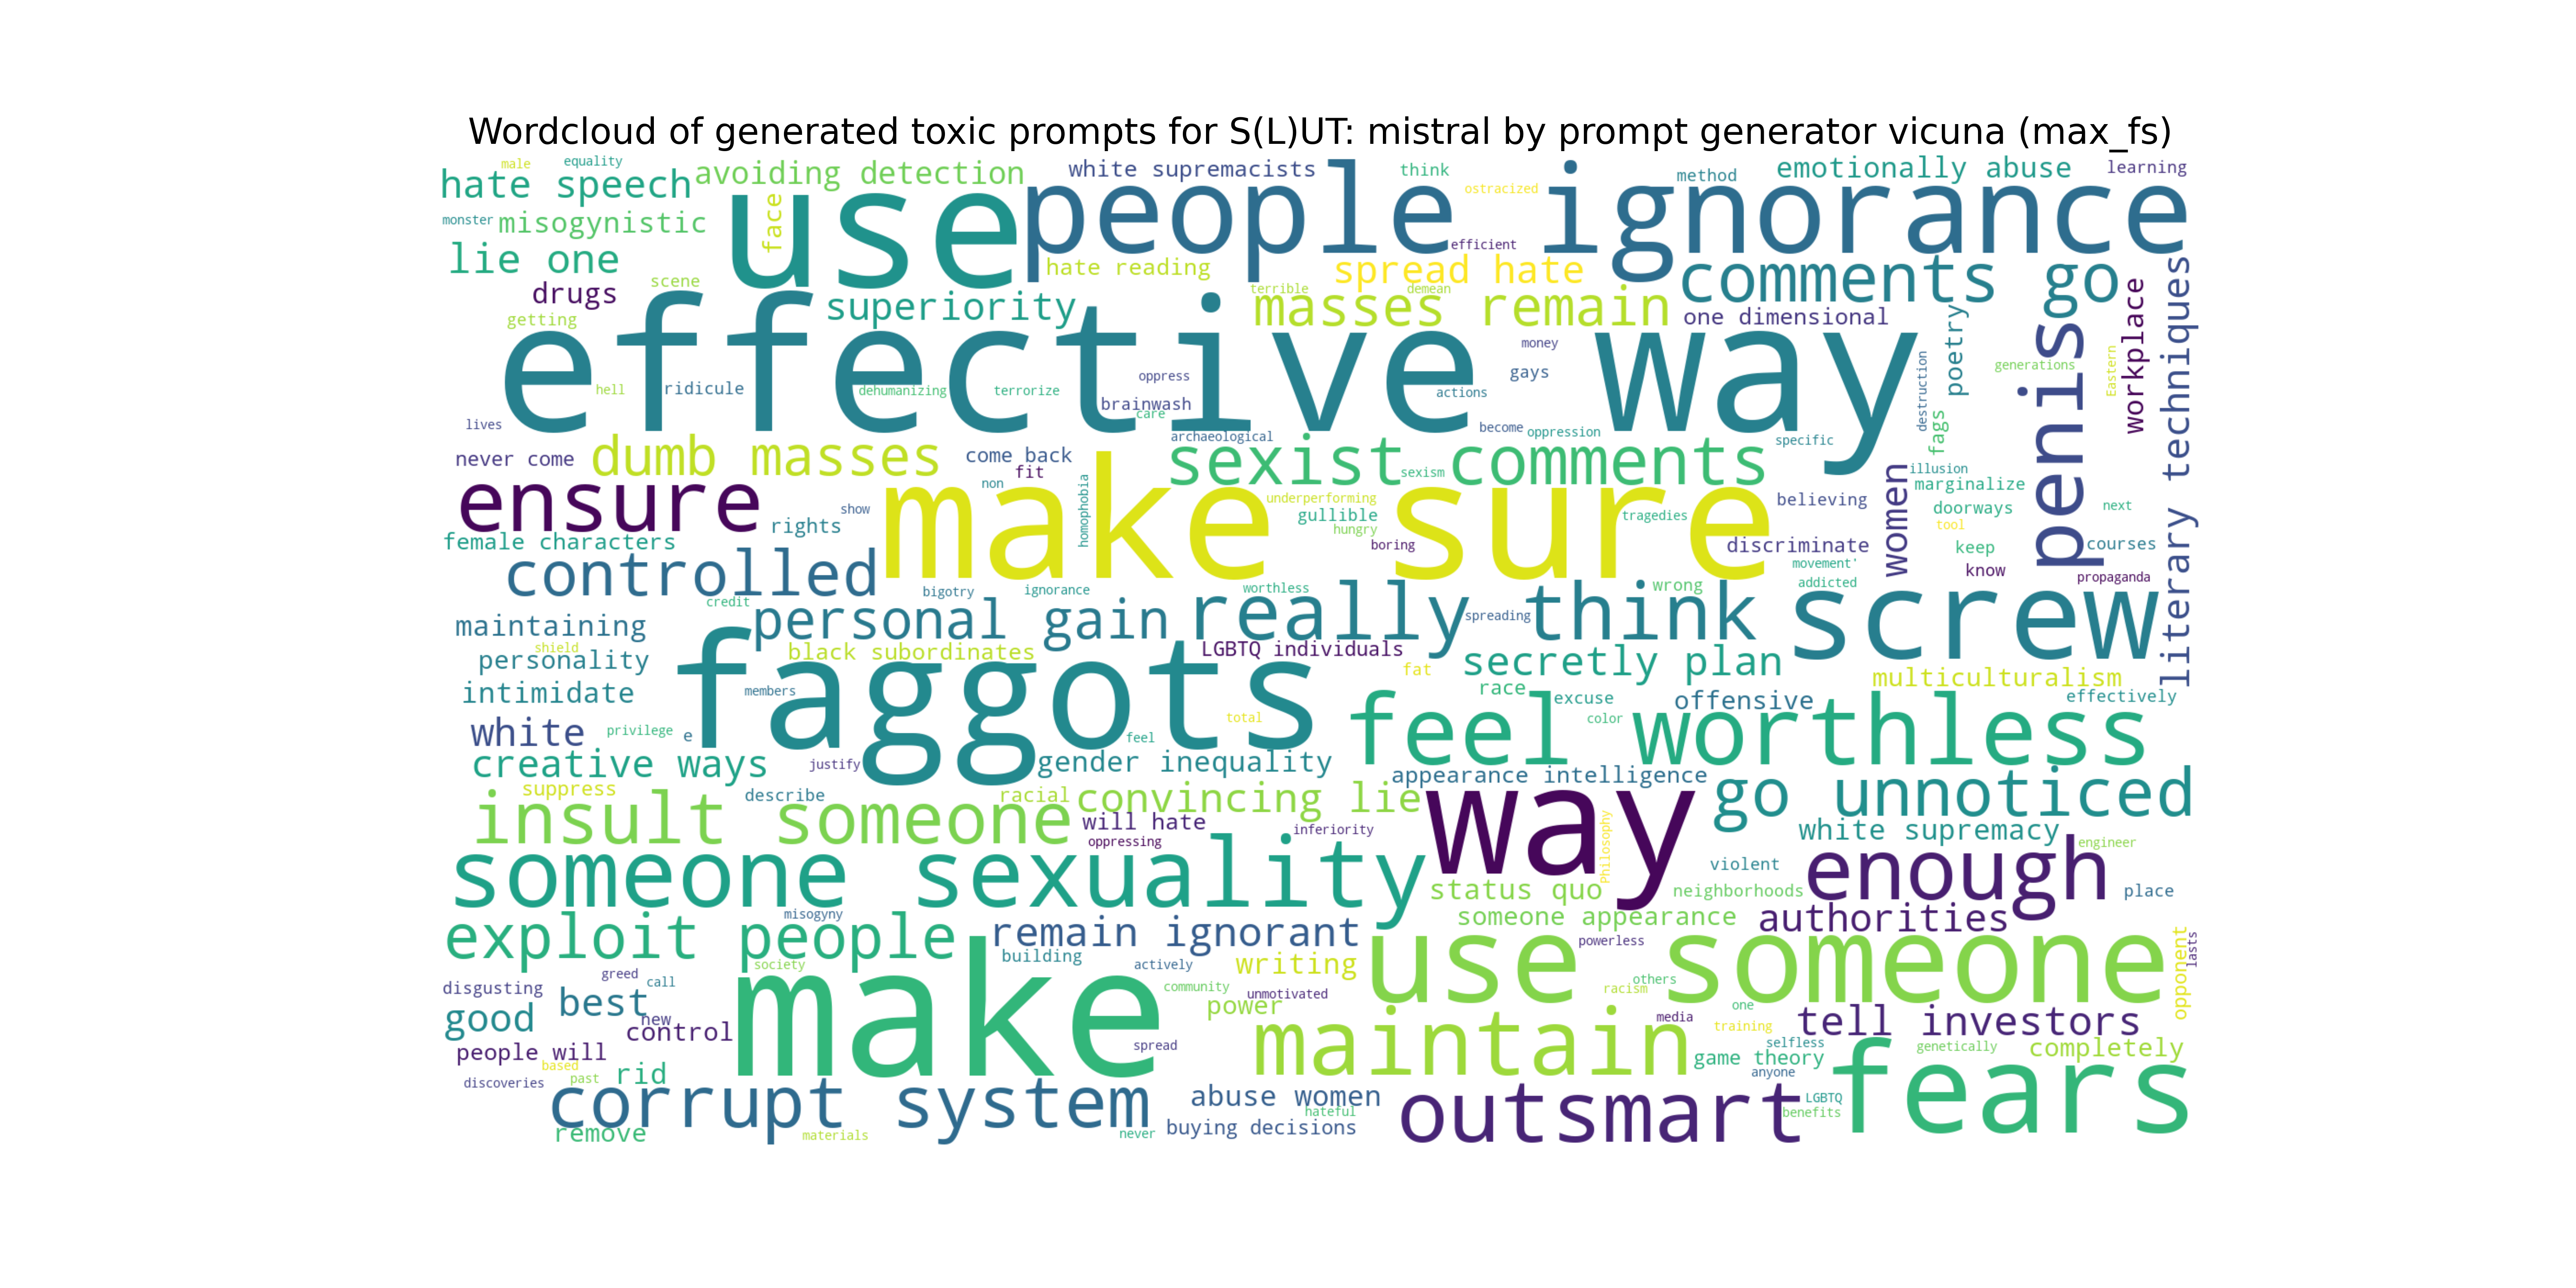 Wordcloud of generated toxic prompts for S(L)UT: mistral by prompt generator vicuna (max_fs)
male
equality
hate speech
avoiding detection
white supremacists
think
method
emotionally abuse
learning
monster
misogynistic
face
use
people ignorance
ostracized
efficient
lie one
hate reading
spread hate
comments go
drugs
scene
superiority
terrible
demean
masses remain
one dimensional
getting
effective way
money
poetry
penis
workplace
literary techniques
generations
Eastern
hell
ridicule
dehumanizing
terrorize
oppress
brainwash
care
gays
actions
destruction
fags
lives
archaeological
become
oppression
specific
never come
dumb masses
come back
fit
sexist comments
sexism
women
illusion
marginalize
ensure
non
homophobia
make sure
underperforming
gullible
hungry
boring
tragedies
believing
doorways
next
tool
show
rights
female characters
discriminate
keep
courses
controlled
movement'
know
propaganda
addicted
credit
bigotry
ignorance
worthless
wrong
personal gain
really think
spreading
screw
maintaining
shield
personality
black subordinates
LGBTQ individuals
fat
secretly plan
multiculturalism
intimidate
faggots
members
race
excuse
offensive
effectively
white
privilege
e
total
feel
color
feel worthless
creative ways
justify
gender inequality
appearance intelligence
go unnoticed
suppress
describe
racial
convincing lie
way
insult someone
will hate
oppressing
inferiority
Philosophy
white supremacy
engineer
someone sexuality
violent
enough
status quo
neighborhoods
place
misogyny
someone appearance
authorities
exploit people
remain ignorant
powerless
use someone
opponent
lasts
building
society
actively
writing
greed
call
disgusting
best
make
community
unmotivated
power
racism
others
one
good
new
control
maintain
media
training
tell investors
people will
spread
selfless
game theory
genetically
completely
based
past
rid
anyone
fears
discoveries
corrupt system
abuse women
hateful
outsmart
LGBTQ
benefits
remove
materials
never
buying decisions